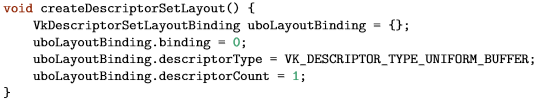 void createDescriptorSetLayout() {
    VkDescriptorSetLayoutBinding uboLayoutBinding = {};
    uboLayoutBinding.binding = 0;
    uboLayoutBinding.descriptorType = VK_DESCRIPTOR_TYPE_UNIFORM_BUFFER;
    uboLayoutBinding.descriptorCount = 1;
}